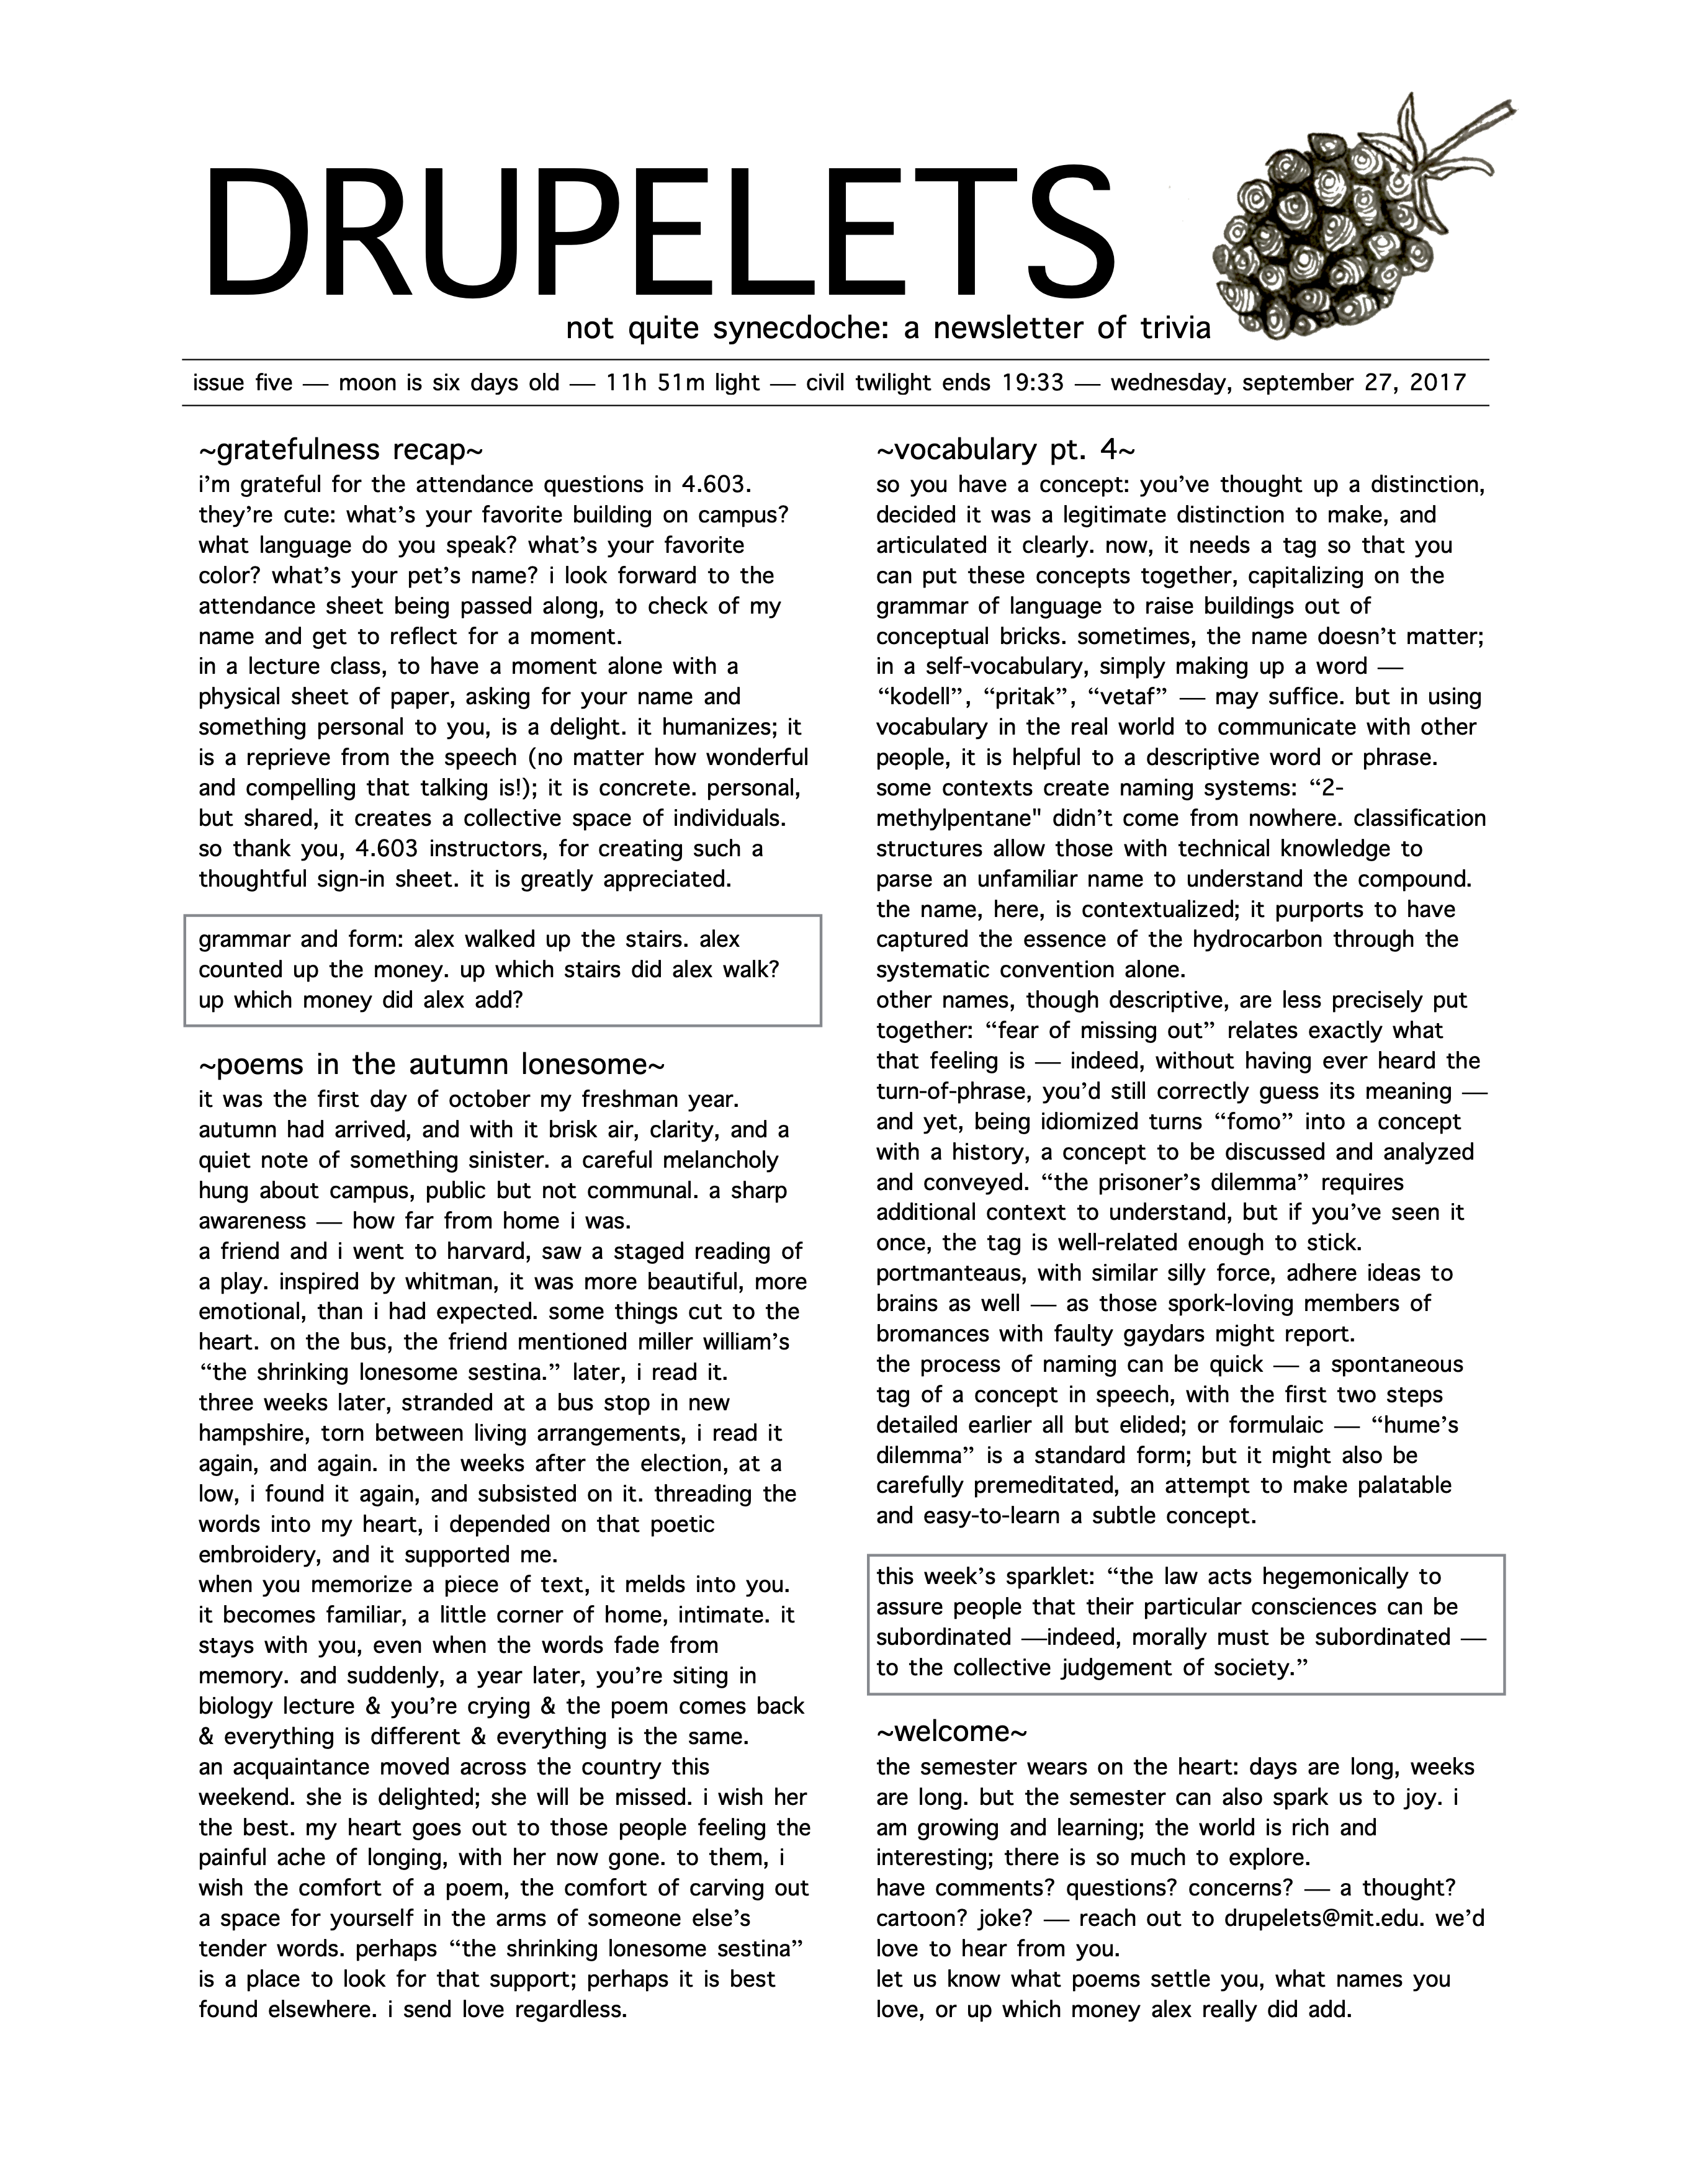 DRUPELETS
not quite synecdoche: a newsletter of trivia
issue five — moon is six days old — 11h 51m light — civil twilight ends 19:33 — wednesday, september 27, 2017
~gratefulness recap~
i’m grateful for the attendance questions in 4.603.
they’re cute: what’s your favorite building on campus?
what language do you speak? what’s your favorite
color? what’s your pet’s name? i look forward to the
attendance sheet being passed along, to check of my
name and get to reflect for a moment.
in a lecture class, to have a moment alone with a
physical sheet of paper, asking for your name and
something personal to you, is a delight. it humanizes; it
is a reprieve from the speech (no matter how wonderful
and compelling that talking is!); it is concrete. personal,
but shared, it creates a collective space of individuals.
so thank you, 4.603 instructors, for creating such a
thoughtful sign-in sheet. it is greatly appreciated.
grammar and form: alex walked up the stairs. alex
counted up the money. up which stairs did alex walk?
up which money did alex add?
~poems in the autumn lonesome~
it was the first day of october my freshman year.
autumn had arrived, and with it brisk air, clarity, and a
quiet note of something sinister. a careful melancholy
hung about campus, public but not communal. a sharp
awareness — how far from home i was.
a friend and i went to harvard, saw a staged reading of
a play. inspired by whitman, it was more beautiful, more
emotional, than i had expected. some things cut to the
heart. on the bus, the friend mentioned miller william’s
“the shrinking lonesome sestina.” later, i read it.
three weeks later, stranded at a bus stop in new
hampshire, torn between living arrangements, i read it
again, and again. in the weeks after the election, at a
low, i found it again, and subsisted on it. threading the
words into my heart, i depended on that poetic
embroidery, and it supported me.
when you memorize a piece of text, it melds into you.
it becomes familiar, a little corner of home, intimate. it
stays with you, even when the words fade from
memory. and suddenly, a year later, you’re siting in
biology lecture & you’re crying & the poem comes back
& everything is different & everything is the same.
an acquaintance moved across the country this
weekend. she is delighted; she will be missed. i wish her
the best. my heart goes out to those people feeling the
painful ache of longing, with her now gone. to them, i
wish the comfort of a poem, the comfort of carving out
a space for yourself in the arms of someone else’s
tender words. perhaps “the shrinking lonesome sestina”
is a place to look for that support; perhaps it is best
found elsewhere. i send love regardless.
~vocabulary pt. 4~
so you have a concept: you’ve thought up a distinction,
decided it was a legitimate distinction to make, and
articulated it clearly. now, it needs a tag so that you
can put these concepts together, capitalizing on the
grammar of language to raise buildings out of
conceptual bricks. sometimes, the name doesn’t matter;
in a self-vocabulary, simply making up a word —
“kodell”, “pritak”, “vetaf” — may suffice. but in using
vocabulary in the real world to communicate with other
people, it is helpful to a descriptive word or phrase.
some contexts create naming systems: “2-
methylpentane" didn’t come from nowhere. classification
structures allow those with technical knowledge to
parse an unfamiliar name to understand the compound.
the name, here, is contextualized; it purports to have
captured the essence of the hydrocarbon through the
systematic convention alone.
other names, though descriptive, are less precisely put
together: “fear of missing out” relates exactly what
that feeling is — indeed, without having ever heard the
turn-of-phrase, you’d still correctly guess its meaning —
and yet, being idiomized turns “fomo” into a concept
with a history, a concept to be discussed and analyzed
and conveyed. “the prisoner’s dilemma” requires
additional context to understand, but if you’ve seen it
once, the tag is well-related enough to stick.
portmanteaus, with similar silly force, adhere ideas to
brains as well — as those spork-loving members of
bromances with faulty gaydars might report.
the process of naming can be quick — a spontaneous
tag of a concept in speech, with the first two steps
detailed earlier all but elided; or formulaic — “hume’s
dilemma” is a standard form; but it might also be
carefully premeditated, an attempt to make palatable
and easy-to-learn a subtle concept.
this week’s sparklet: “the law acts hegemonically to
assure people that their particular consciences can be
subordinated —indeed, morally must be subordinated —
to the collective judgement of society.”
~welcome~
the semester wears on the heart: days are long, weeks
are long. but the semester can also spark us to joy. i
am growing and learning; the world is rich and
interesting; there is so much to explore.
have comments? questions? concerns? — a thought?
cartoon? joke? — reach out to drupelets@mit.edu. we’d
love to hear from you.
let us know what poems settle you, what names you
love, or up which money alex really did add.